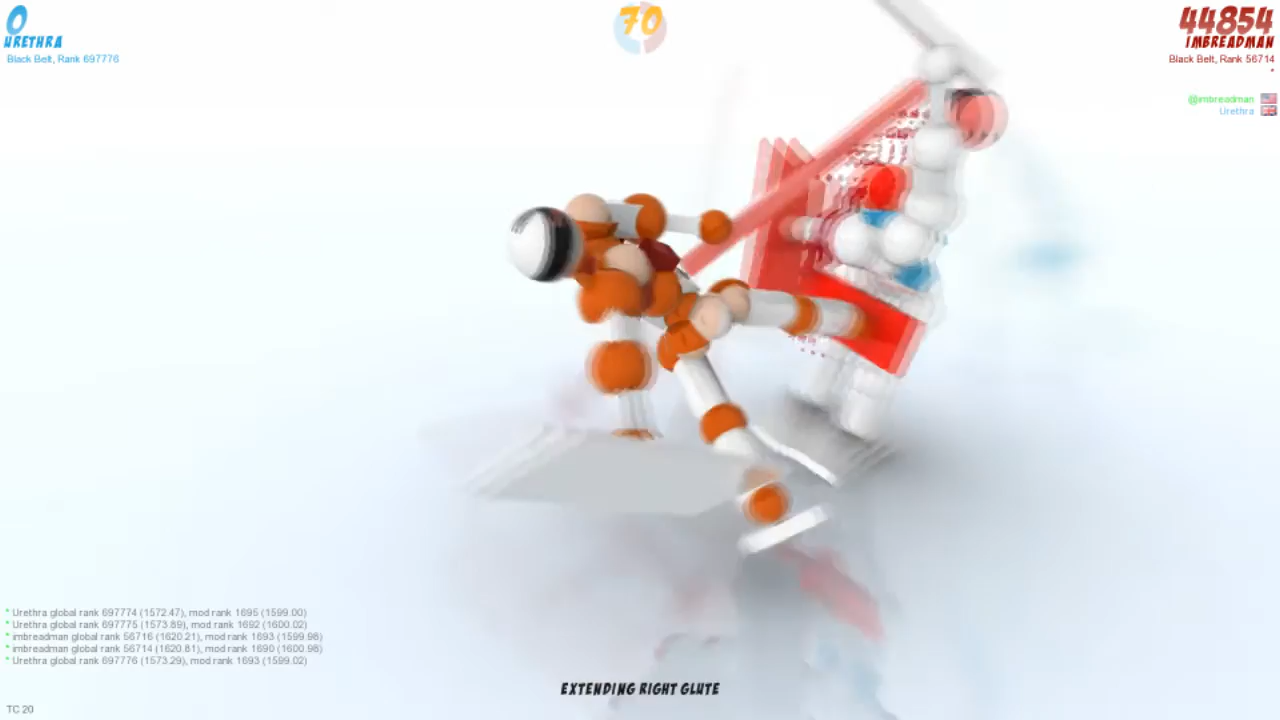 0
URETHRA
Black Belt, Rank 697776
70
44854
IMBREADMAN
Black Belt, Rank 56714
@imbreadman
Urethra
* Urethra global rank 697774 (1572.47), mod rank 1695 (1599.00)
* Urethra global rank 697775 (1573.89), mod rank 1692 (1600.02)
* imbreadman global rank 56716 (1620.21), mod rank 1693 (1599.98)
* imbreadman global rank 56714 (1620.81), mod rank 1690 (1600.98)
* Urethra global rank 697776 (1573.29), mod rank 1693 (1599.02)
EXTENDING RIGHT GLUTE
TC 20